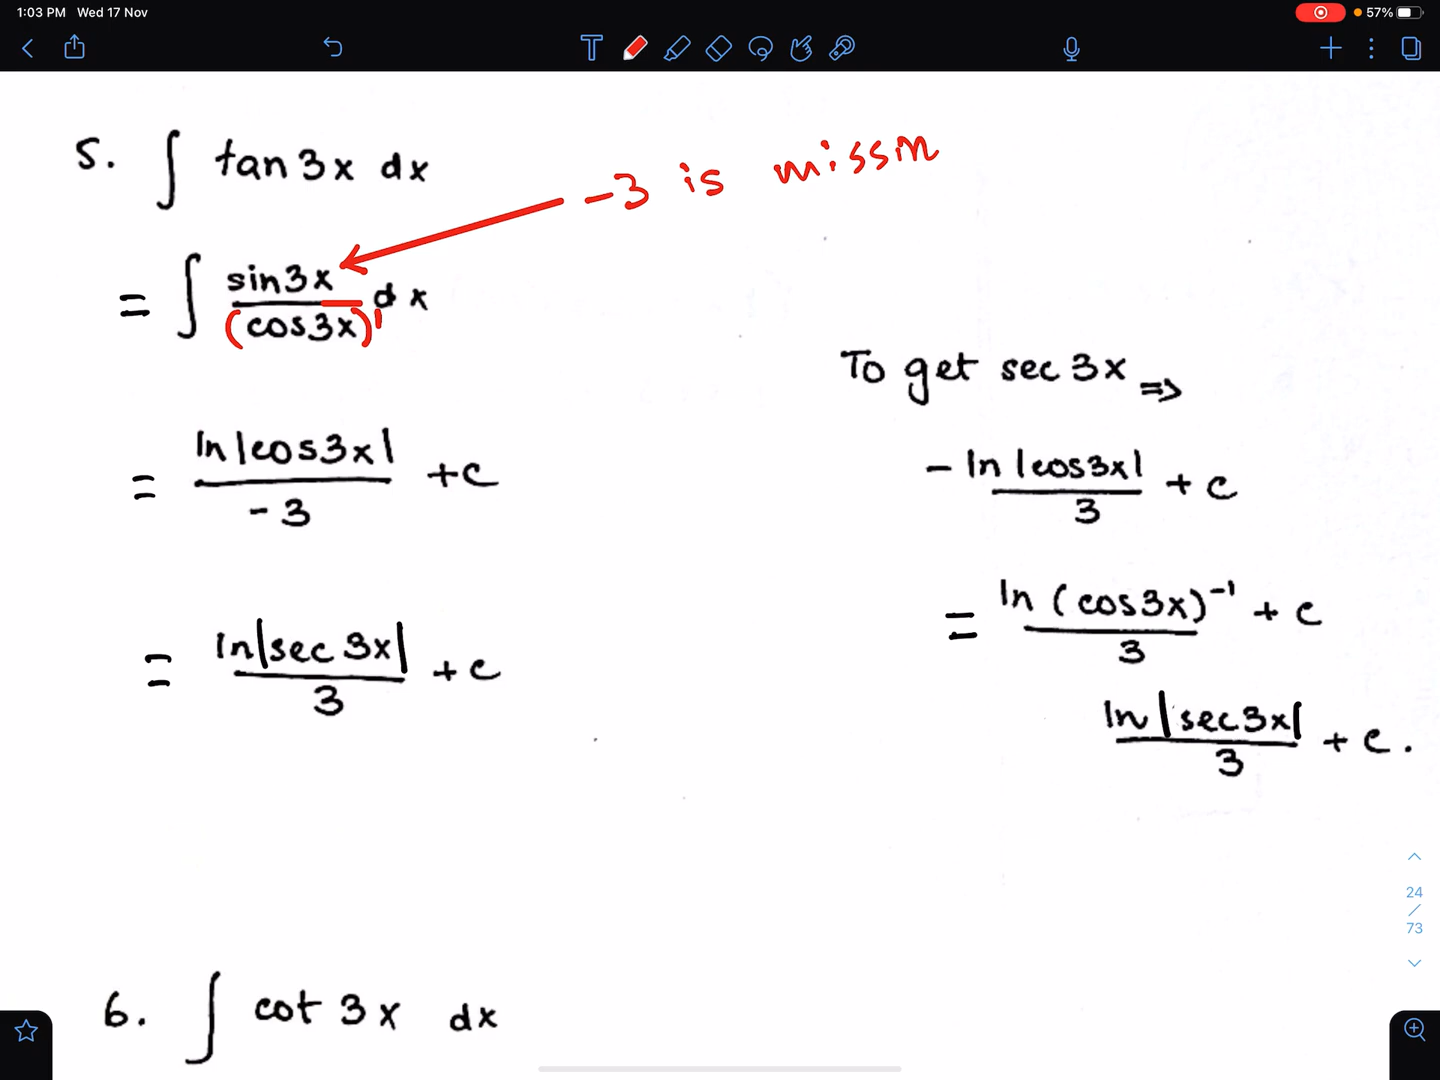 1:03 PM Wed 17 Nov 57%
T
5. ∫ tan 3x dx
-3 is missin
= ∫ sin3x / (cos3x)¹ dx
= ln|cos3x| / -3 + c
= ln|sec 3x| / 3 + c
To get sec 3x ⇒
- ln |cos3x| / 3 + c
= ln (cos3x)⁻¹ / 3 + c
ln |sec3x| / 3 + c.
24
/
73
6. ∫ cot 3x dx